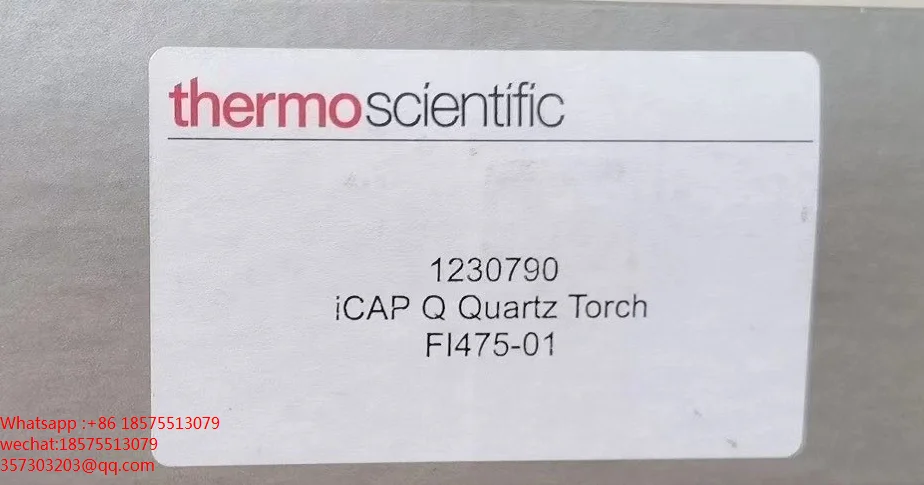 thermoscientific
1230790
iCAP Q Quartz Torch
FI475-01
Whatsapp :+86 18575513079
wechat:18575513079
357303203@qq.com